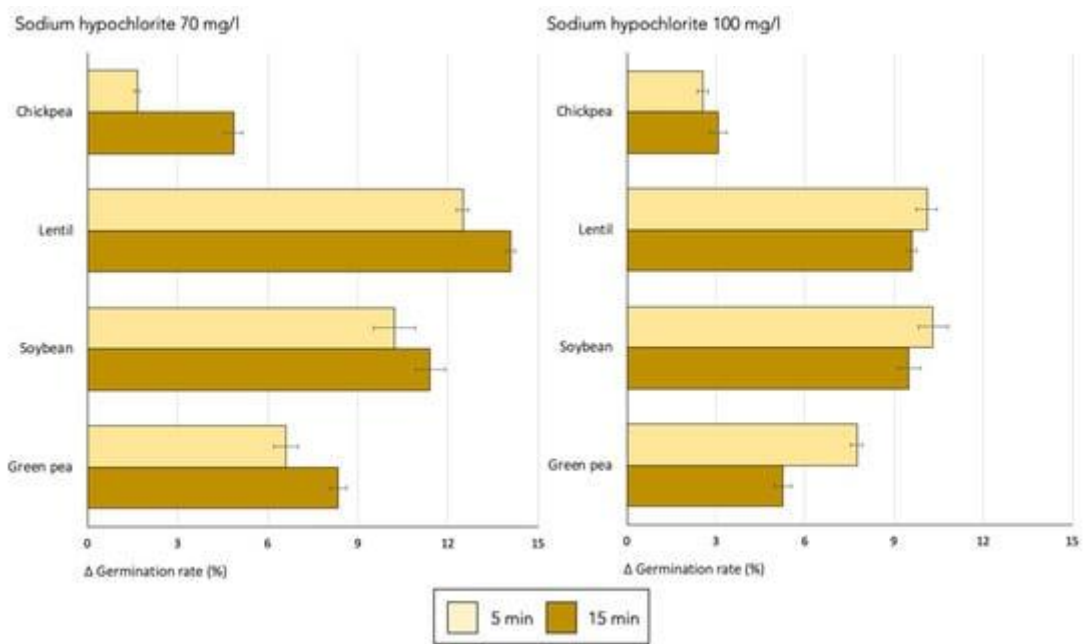 Sodium hypochlorite 70 mg/l
Chickpea
Lentil
Soybean
Green pea
0 3 6 9 12 15
Δ Germination rate (%)
Sodium hypochlorite 100 mg/l
Chickpea
Lentil
Soybean
Green pea
0 3 6 9 12 15
Δ Germination rate (%)
5 min 15 min